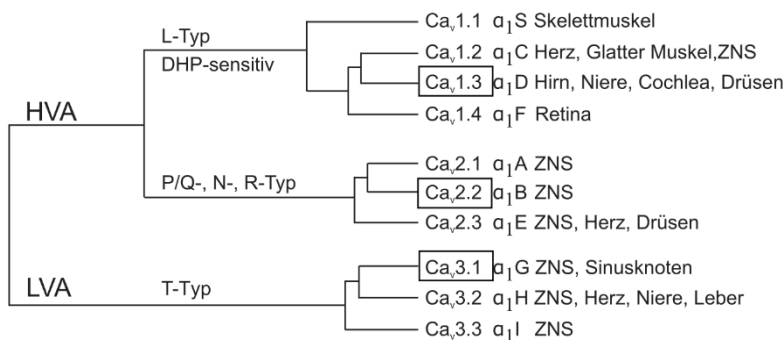 L-Typ
DHP-sensitiv
HVA
P/Q-, N-, R-Typ
LVA
T-Typ
Caᵥ1.1 α₁S Skelettmuskel
Caᵥ1.2 α₁C Herz, Glatter Muskel,ZNS
Caᵥ1.3 α₁D Hirn, Niere, Cochlea, Drüsen
Caᵥ1.4 α₁F Retina
Caᵥ2.1 α₁A ZNS
Caᵥ2.2 α₁B ZNS
Caᵥ2.3 α₁E ZNS, Herz, Drüsen
Caᵥ3.1 α₁G ZNS, Sinusknoten
Caᵥ3.2 α₁H ZNS, Herz, Niere, Leber
Caᵥ3.3 α₁I ZNS